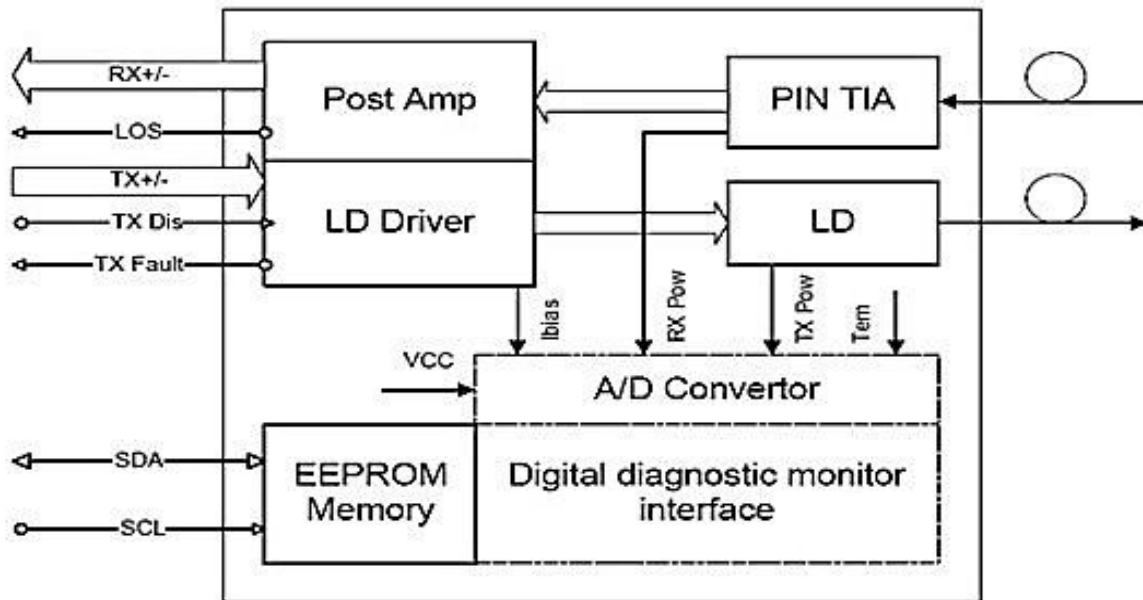 RX+/-
Post Amp
PIN TIA
LOS
TX+/-
TX Dis
LD Driver
LD
TX Fault
Ibias
RX Pow
TX Pow
Tem
VCC
A/D Convertor
SDA
EEPROM
Memory
Digital diagnostic monitor
interface
SCL